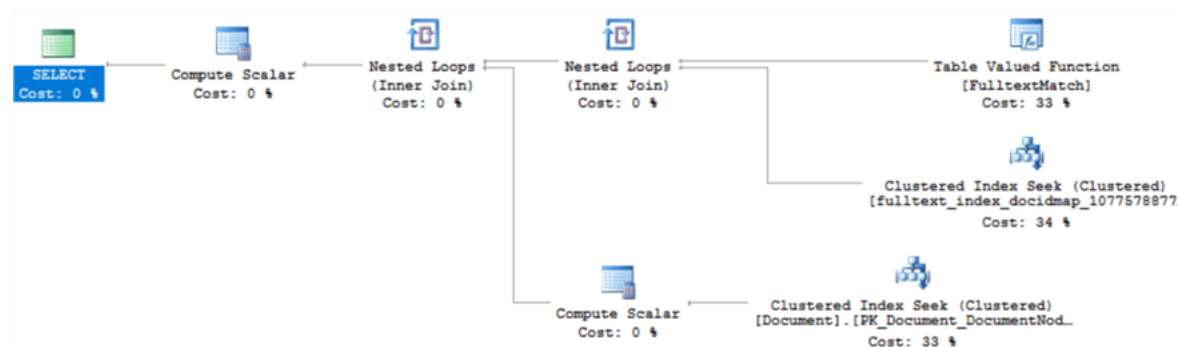 SELECT
Cost: 0 %
Compute Scalar
Cost: 0 %
Nested Loops
(Inner Join)
Cost: 0 %
Nested Loops
(Inner Join)
Cost: 0 %
Table Valued Function
[FulltextMatch]
Cost: 33 %
Clustered Index Seek (Clustered)
[fulltext_index_docidmap_1077578877
Cost: 34 %
Compute Scalar
Cost: 0 %
Clustered Index Seek (Clustered)
[Document].[PK_Document_DocumentNod…
Cost: 33 %